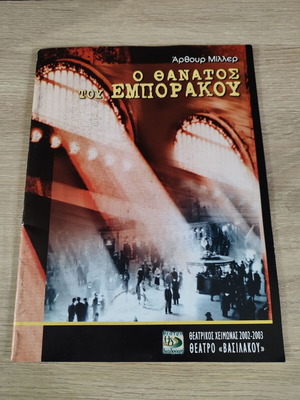 Άρθουρ Μίλλερ
Ο ΘΑΝΑΤΟΣ
ΤΟΥ ΕΜΠΟΡΑΚΟΥ
ΘΕΑΤΡΙΚΟΣ ΧΕΙΜΩΝΑΣ 2002-2003
ΘΕΑΤΡΟ «ΒΑΣΙΛΑΚΟΥ»